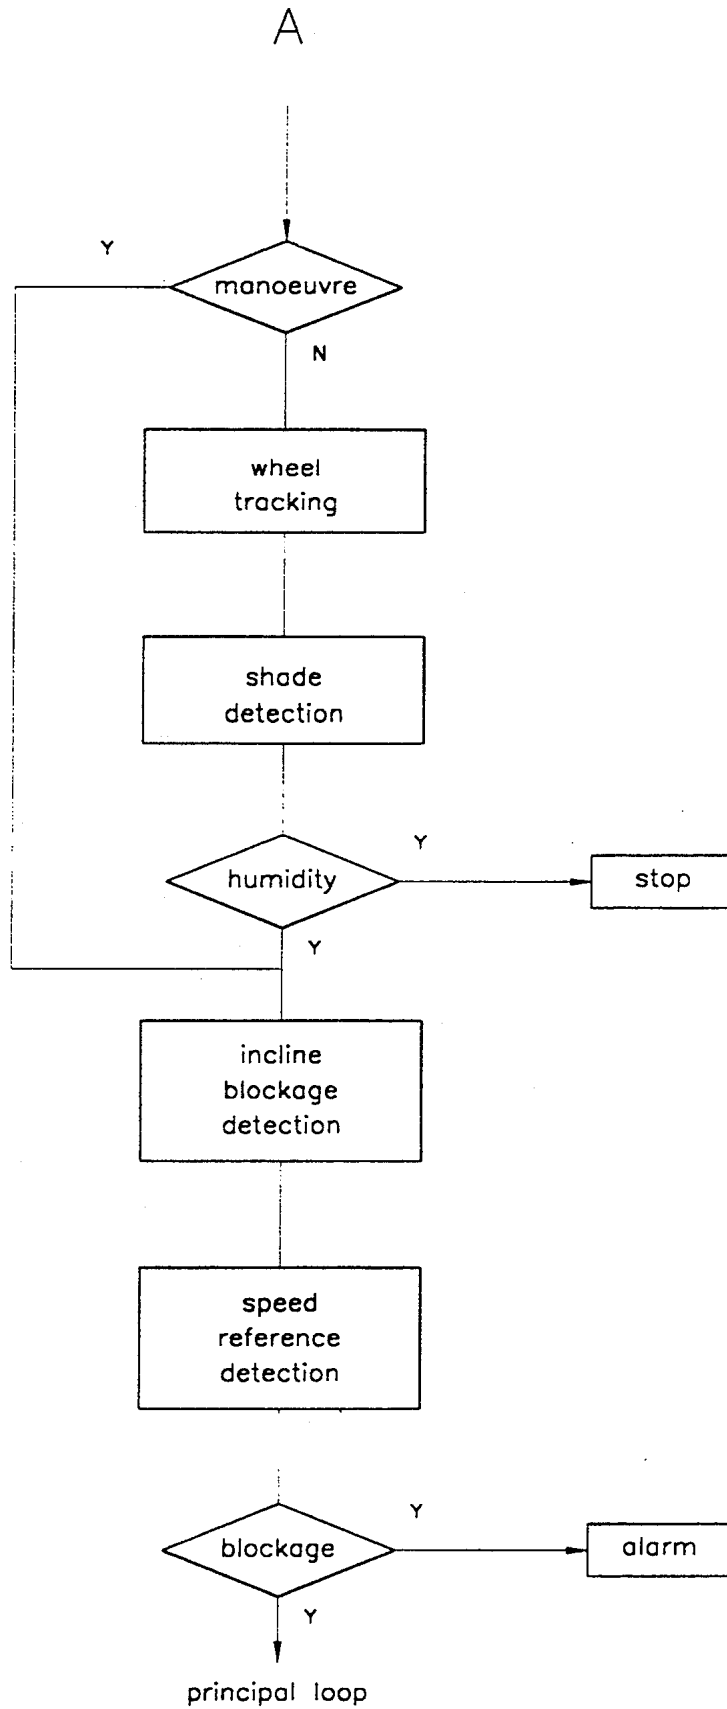 A
Y
manoeuvre
N
wheel
tracking
shade
detection
Y
humidity
stop
Y
incline
blockage
detection
speed
reference
detection
Y
blockage
alarm
Y
principal loop